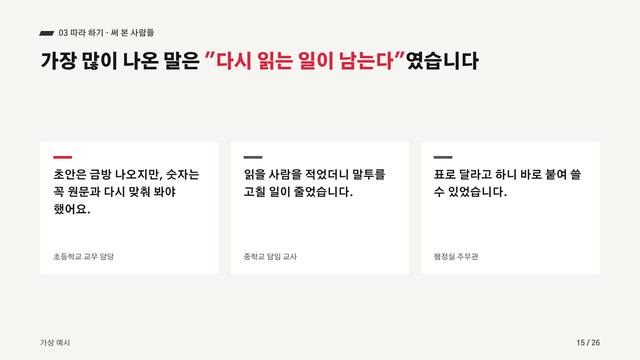 03 따라 하기 · 써 본 사람들
가장 많이 나온 말은 "다시 읽는 일이 남는다"였습니다
초안은 금방 나오지만, 숫자는
꼭 원문과 다시 맞춰 봐야
했어요.
초등학교 교무 담당
읽을 사람을 적었더니 말투를
고칠 일이 줄었습니다.
중학교 담임 교사
표로 달라고 하니 바로 붙여 쓸
수 있었습니다.
행정실 주무관
가상 예시
15 / 26